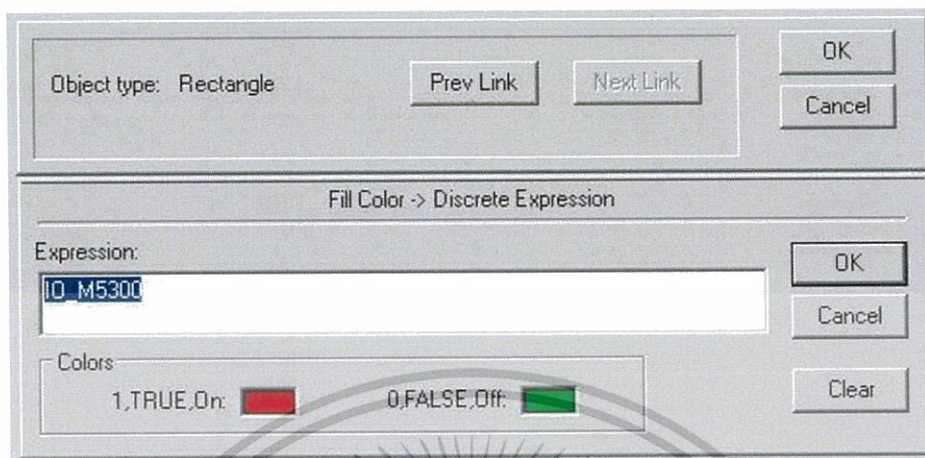 Object type: Rectangle
Prev Link
Next Link
OK
Cancel
Fill Color -> Discrete Expression
Expression:
IO_M5300
OK
Cancel
Colors
1,TRUE,On:
0,FALSE,Off:
Clear